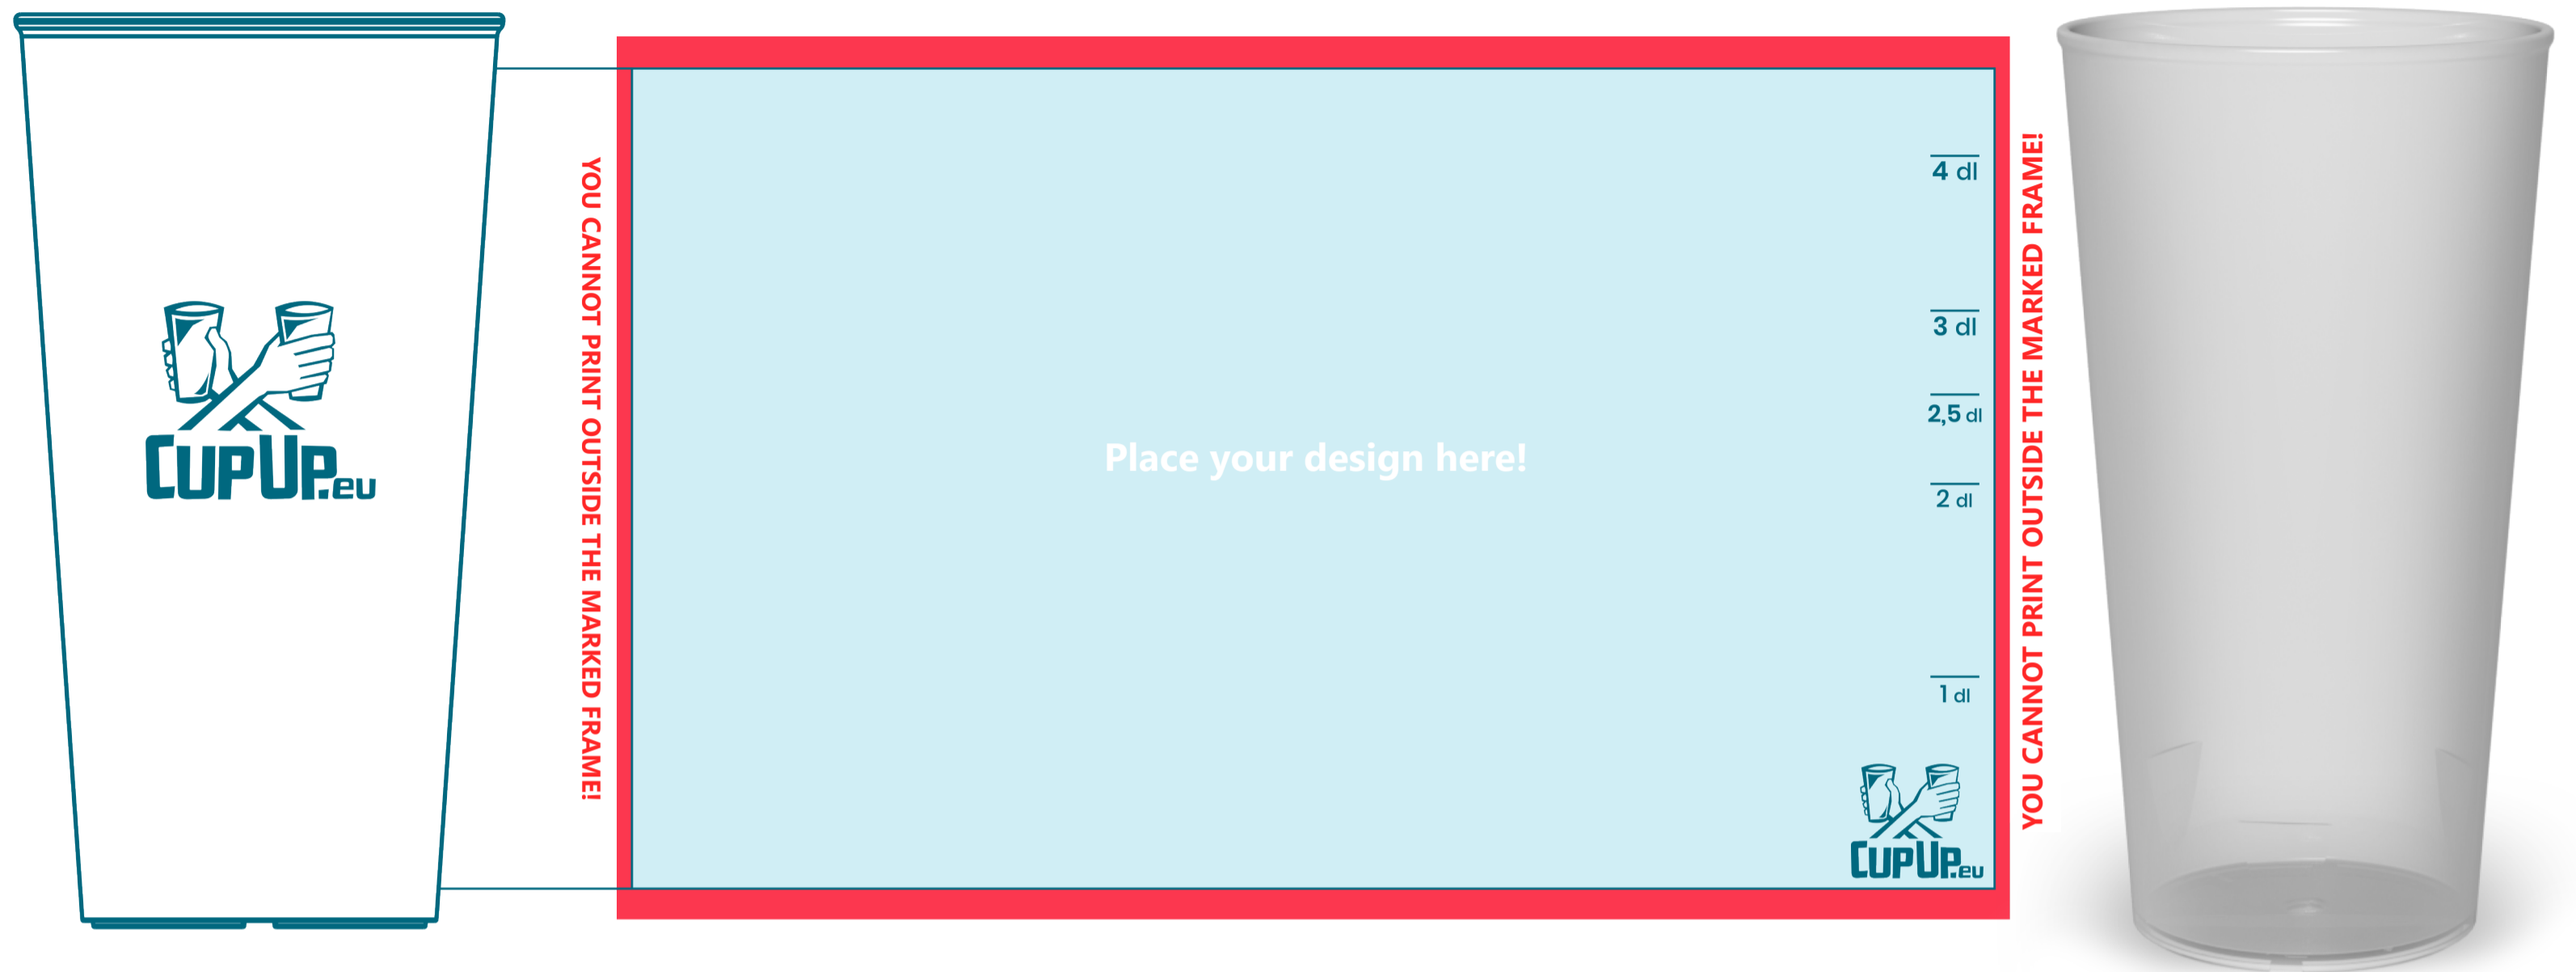 CUPUP.eu
YOU CANNOT PRINT OUTSIDE THE MARKED FRAME!
Place your design here!
4 dl
3 dl
2,5 dl
2 dl
1 dl
CUPUP.eu
YOU CANNOT PRINT OUTSIDE THE MARKED FRAME!